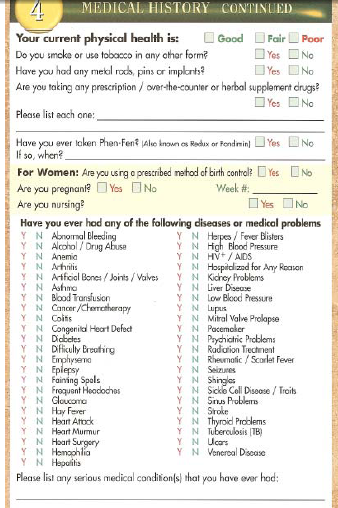 4 MEDICAL HISTORY CONTINUED
Your current physical health is: Good Fair Poor
Do you smoke or use tobacco in any other form? Yes No
Have you had any metal rods, pins or implants? Yes No
Are you taking any prescription / over-the-counter or herbal supplement drugs?
Yes No
Please list each one:
Have you ever taken Phen-Fen? (Also known as Redux or Pondimin) Yes No
If so, when?
For Women: Are you using a prescribed method of birth control? Yes No
Are you pregnant? Yes No Week #:
Are you nursing? Yes No
Have you ever had any of the following diseases or medical problems
Y N Abnormal Bleeding
Y N Alcohol / Drug Abuse
Y N Anemia
Y N Arthritis
Y N Artificial Bones / Joints / Valves
Y N Asthma
Y N Blood Transfusion
Y N Cancer / Chemotherapy
Y N Colitis
Y N Congenital Heart Defect
Y N Diabetes
Y N Difficulty Breathing
Y N Emphysema
Y N Epilepsy
Y N Fainting Spells
Y N Frequent Headaches
Y N Glaucoma
Y N Hay Fever
Y N Heart Attack
Y N Heart Murmur
Y N Heart Surgery
Y N Hemophilia
Y N Hepatitis
Y N Herpes / Fever Blisters
Y N High Blood Pressure
Y N HIV+ / AIDS
Y N Hospitalized for Any Reason
Y N Kidney Problems
Y N Liver Disease
Y N Low Blood Pressure
Y N Lupus
Y N Mitral Valve Prolapse
Y N Pacemaker
Y N Psychiatric Problems
Y N Radiation Treatment
Y N Rheumatic / Scarlet Fever
Y N Seizures
Y N Shingles
Y N Sickle Cell Disease / Traits
Y N Sinus Problems
Y N Stroke
Y N Thyroid Problems
Y N Tuberculosis (TB)
Y N Ulcers
Y N Venereal Disease
Please list any serious medical condition(s) that you have ever had: